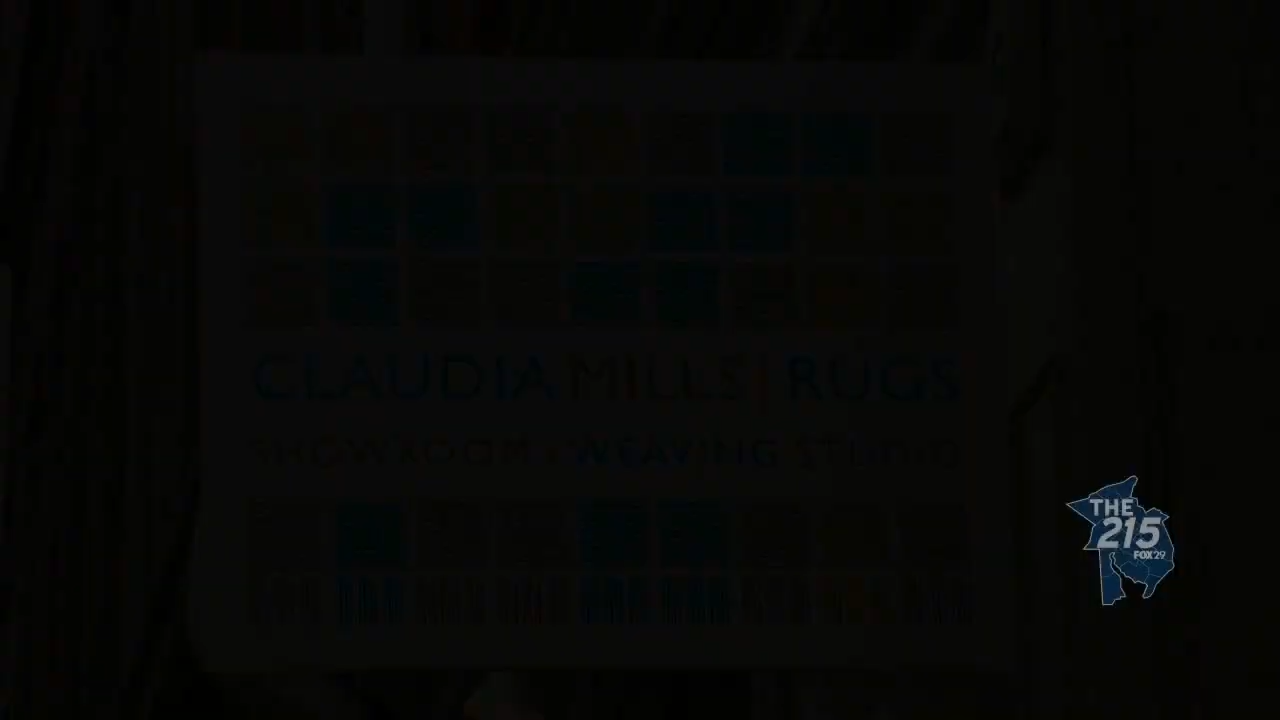 CLAUDIA MILLS | RUGS
SHOWROOM + WEAVING STUDIO
THE
215
FOX 29